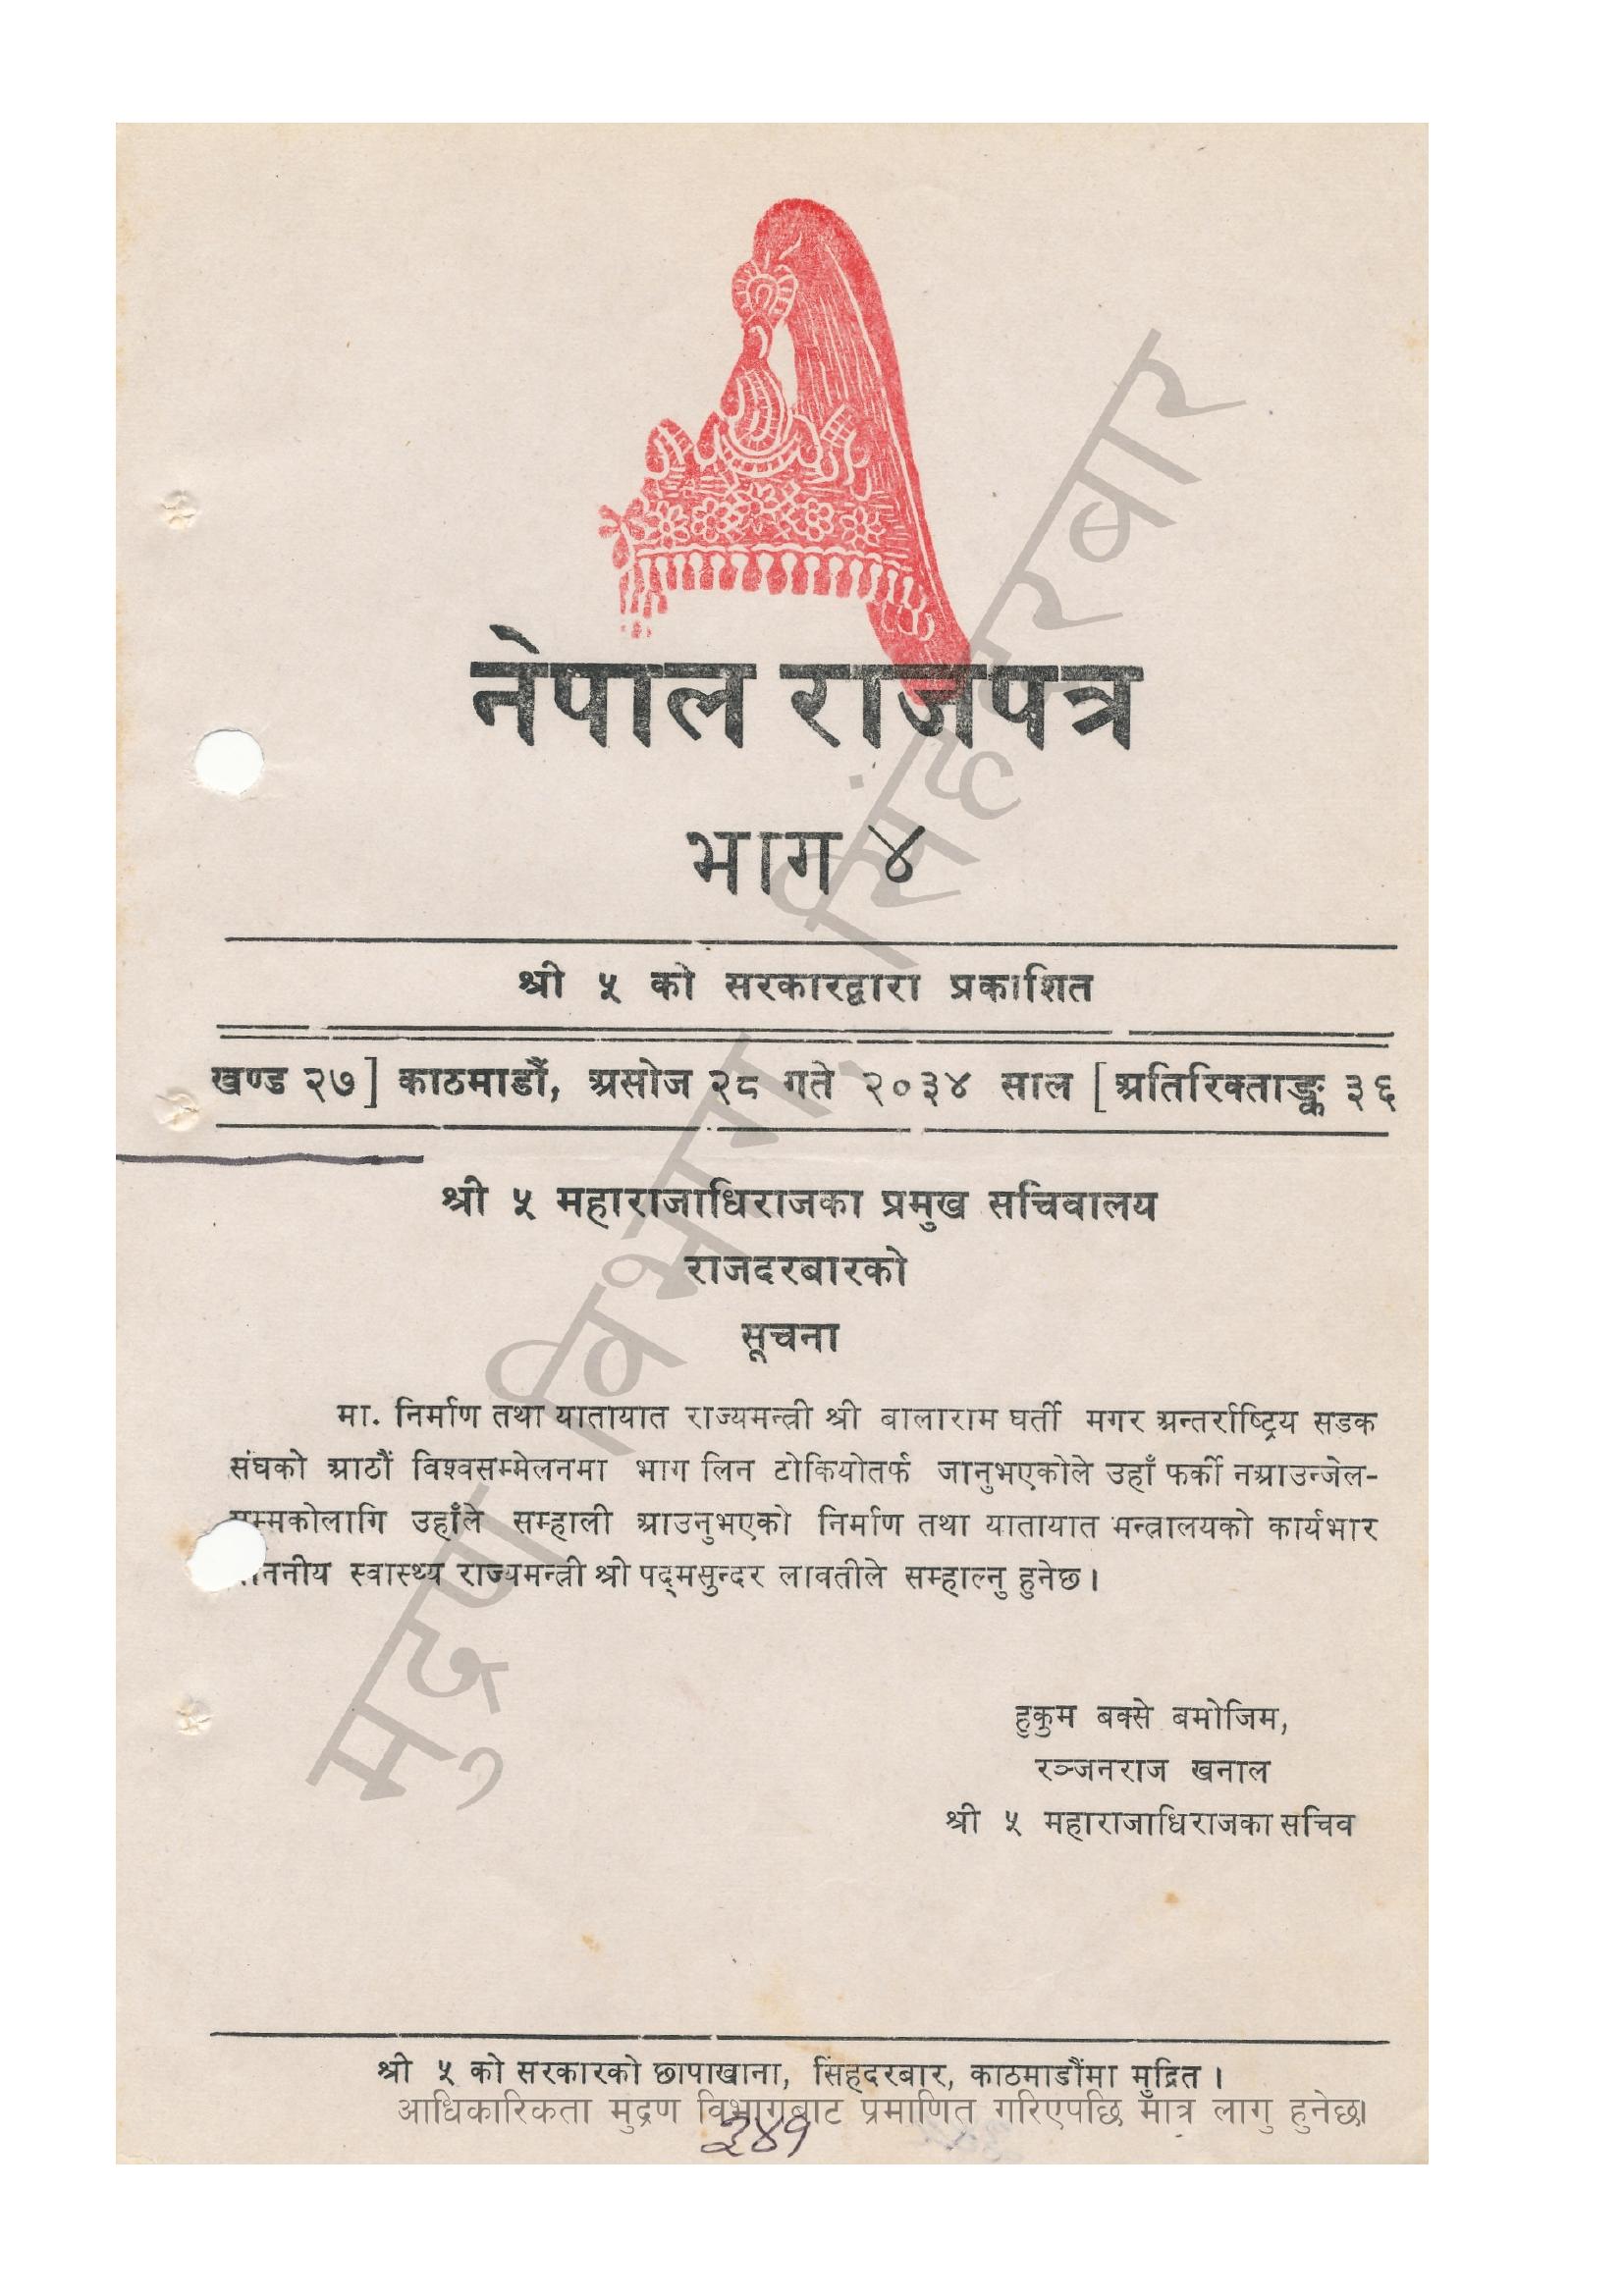 नेपाल राजपत्र
भाग ४
श्री ५ को सरकारद्वारा प्रकाशित
खण्ड २७] काठमाडौं, असोज २८ गते २०३४ साल [अतिरिक्ताङ्क ३६
श्री ५ महाराजाधिराजका प्रमुख सचिवालय
राजदरबारको
सूचना
मा. निर्माण तथा यातायात राज्यमन्त्री श्री बालाराम घर्ती मगर अन्तर्राष्ट्रिय सडक
संघको आठौं विश्वसम्मेलनमा भाग लिन टोकियोतर्फ जानुभएकोले उहाँ फर्की नआउन्जेल-
सम्मकोलागि उहाँले सम्हाली आउनुभएको निर्माण तथा यातायात मन्त्रालयको कार्यभार
माननीय स्वास्थ्य राज्यमन्त्री श्री पद्मसुन्दर लावतीले सम्हाल्नु हुनेछ।
हुकुम बक्से बमोजिम,
रञ्जनराज खनाल
श्री ५ महाराजाधिराजका सचिव
श्री ५ को सरकारको छापाखाना, सिंहदरबार, काठमाडौंमा मुद्रित।
आधिकारिकता मुद्रण विभागबाट प्रमाणित गरिएपछि मात्र लागु हुनेछ।
३४१
मुद्रण विभाग, सिंहदरबार